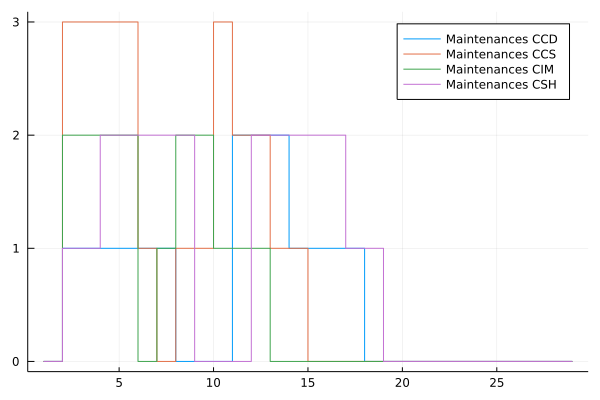 3
2
1
0
5 10 15 20 25
Maintenances CCD
Maintenances CCS
Maintenances CIM
Maintenances CSH